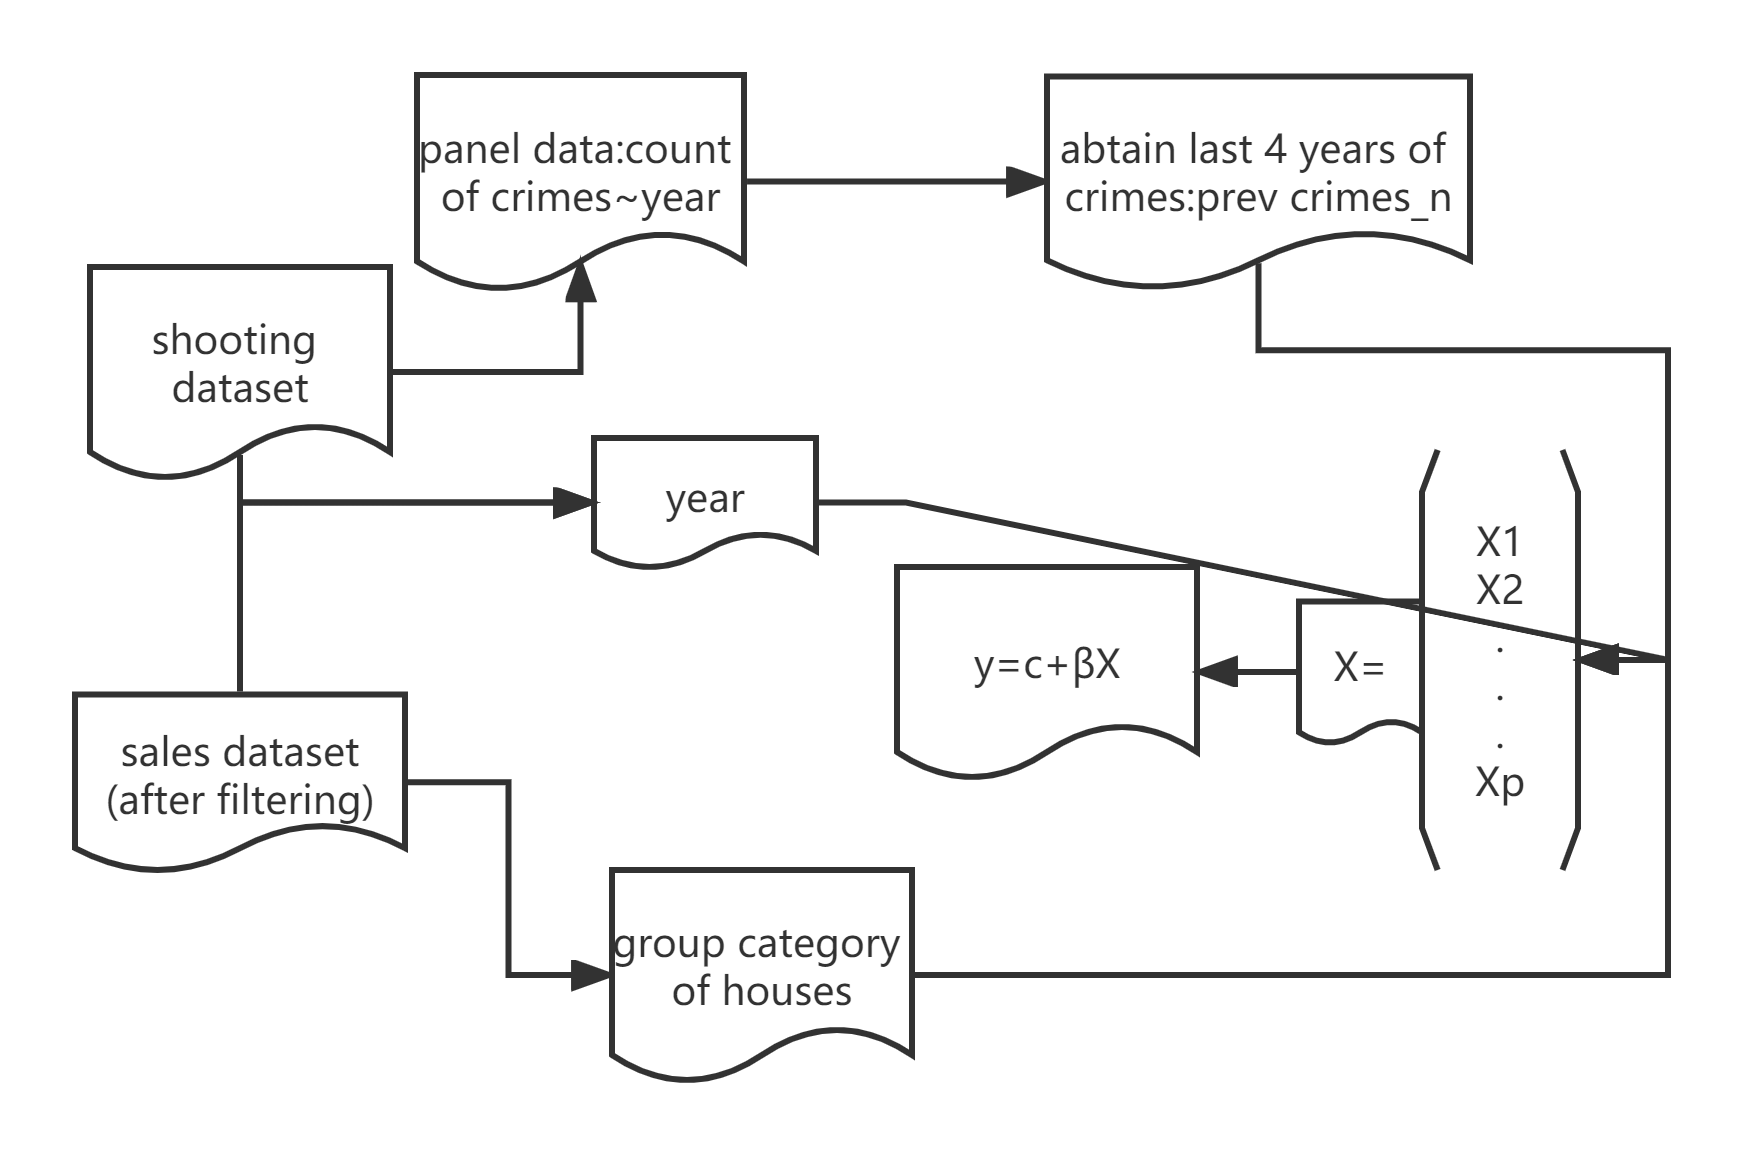 panel data:count
of crimes~year
abtain last 4 years of
crimes:prev crimes_n
shooting
dataset
year
y=c+βX
X=
X1
X2
.
.
.
Xp
sales dataset
(after filtering)
group category
of houses